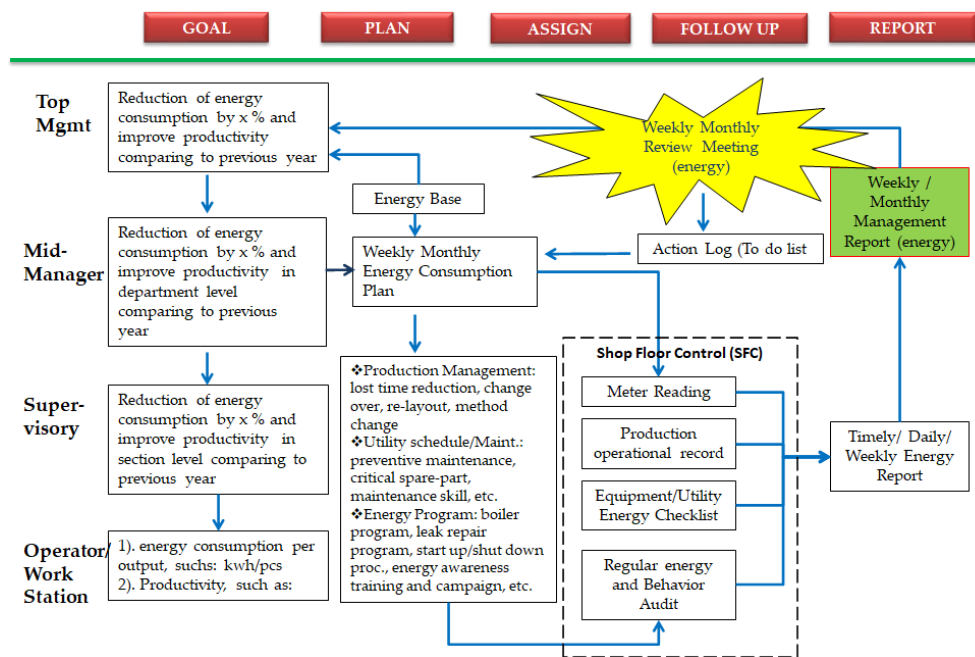 GOAL
PLAN
ASSIGN
FOLLOW UP
REPORT
Top
Mgmt
Reduction of energy
consumption by x % and
improve productivity
comparing to previous year
Weekly Monthly
Review Meeting
(energy)
Energy Base
Weekly /
Monthly
Management
Report (energy)
Mid-
Manager
Reduction of energy
consumption by x % and
improve productivity in
department level
comparing to previous
year
Weekly Monthly
Energy Consumption
Plan
Action Log (To do list
Shop Floor Control (SFC)
Super-
visory
Reduction of energy
consumption by x % and
improve productivity in
section level comparing to
previous year
❖Production Management:
lost time reduction, change
over, re-layout, method
change
❖Utility schedule/Maint.:
preventive maintenance,
critical spare-part,
maintenance skill, etc.
❖Energy Program: boiler
program, leak repair
program, start up/shut down
proc., energy awareness
training and campaign, etc.
Meter Reading
Production
operational record
Equipment/Utility
Energy Checklist
Regular energy
and Behavior
Audit
Timely/ Daily/
Weekly Energy
Report
Operator/
Work
Station
1). energy consumption per
output, suchs: kwh/pcs
2). Productivity, such as: